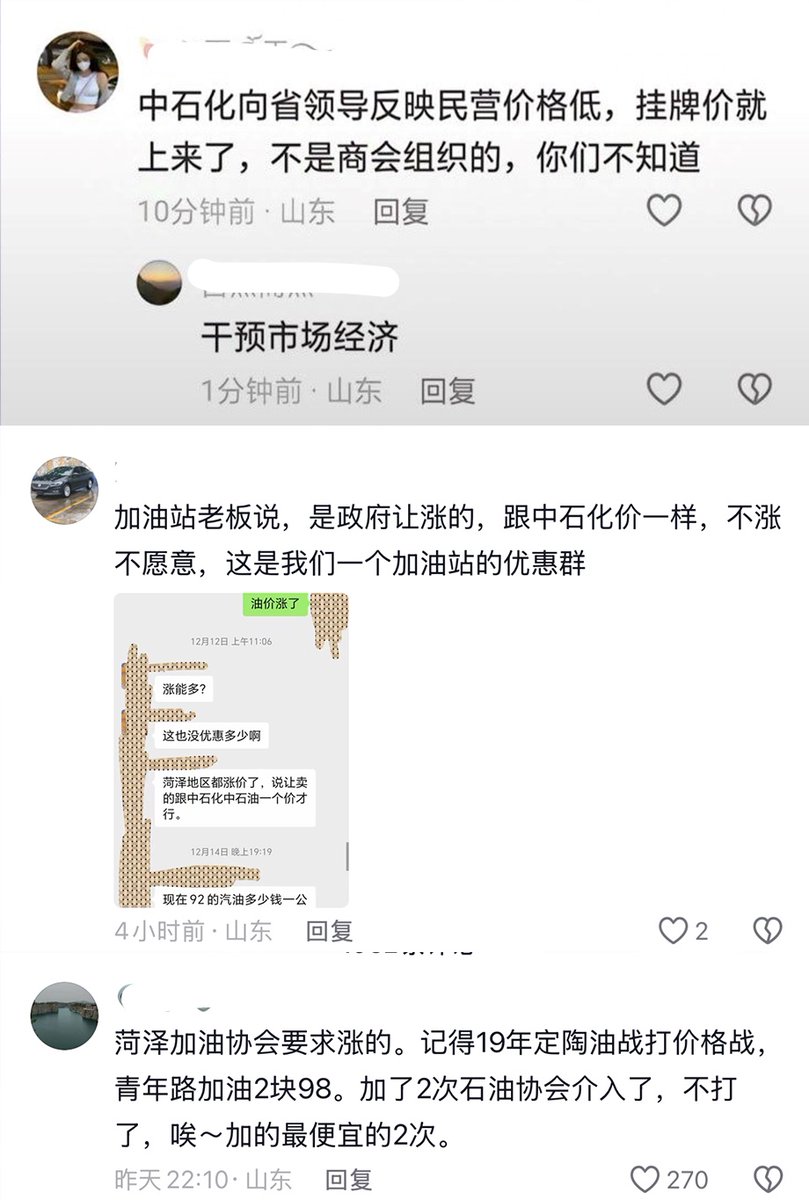 中石化向省领导反映民营价格低，挂牌价就
上来了，不是商会组织的，你们不知道
10分钟前 · 山东 回复
干预市场经济
1分钟前 · 山东 回复
加油站老板说，是政府让涨的，跟中石化价一样，不涨
不愿意，这是我们一个加油站的优惠群
油价涨了
12月12日 上午11:06
涨能多？
这也没优惠多少啊
菏泽地区都涨价了，说让卖
的跟中石化中石油一个价才
行。
12月14日 晚上19:19
现在92的汽油多少钱一公
4小时前 · 山东 回复 2
菏泽加油协会要求涨的。记得19年定陶油战打价格战，
青年路加油2块98。加了2次石油协会介入了，不打
了，唉～加的最便宜的2次。
昨天22:10 · 山东 回复 270